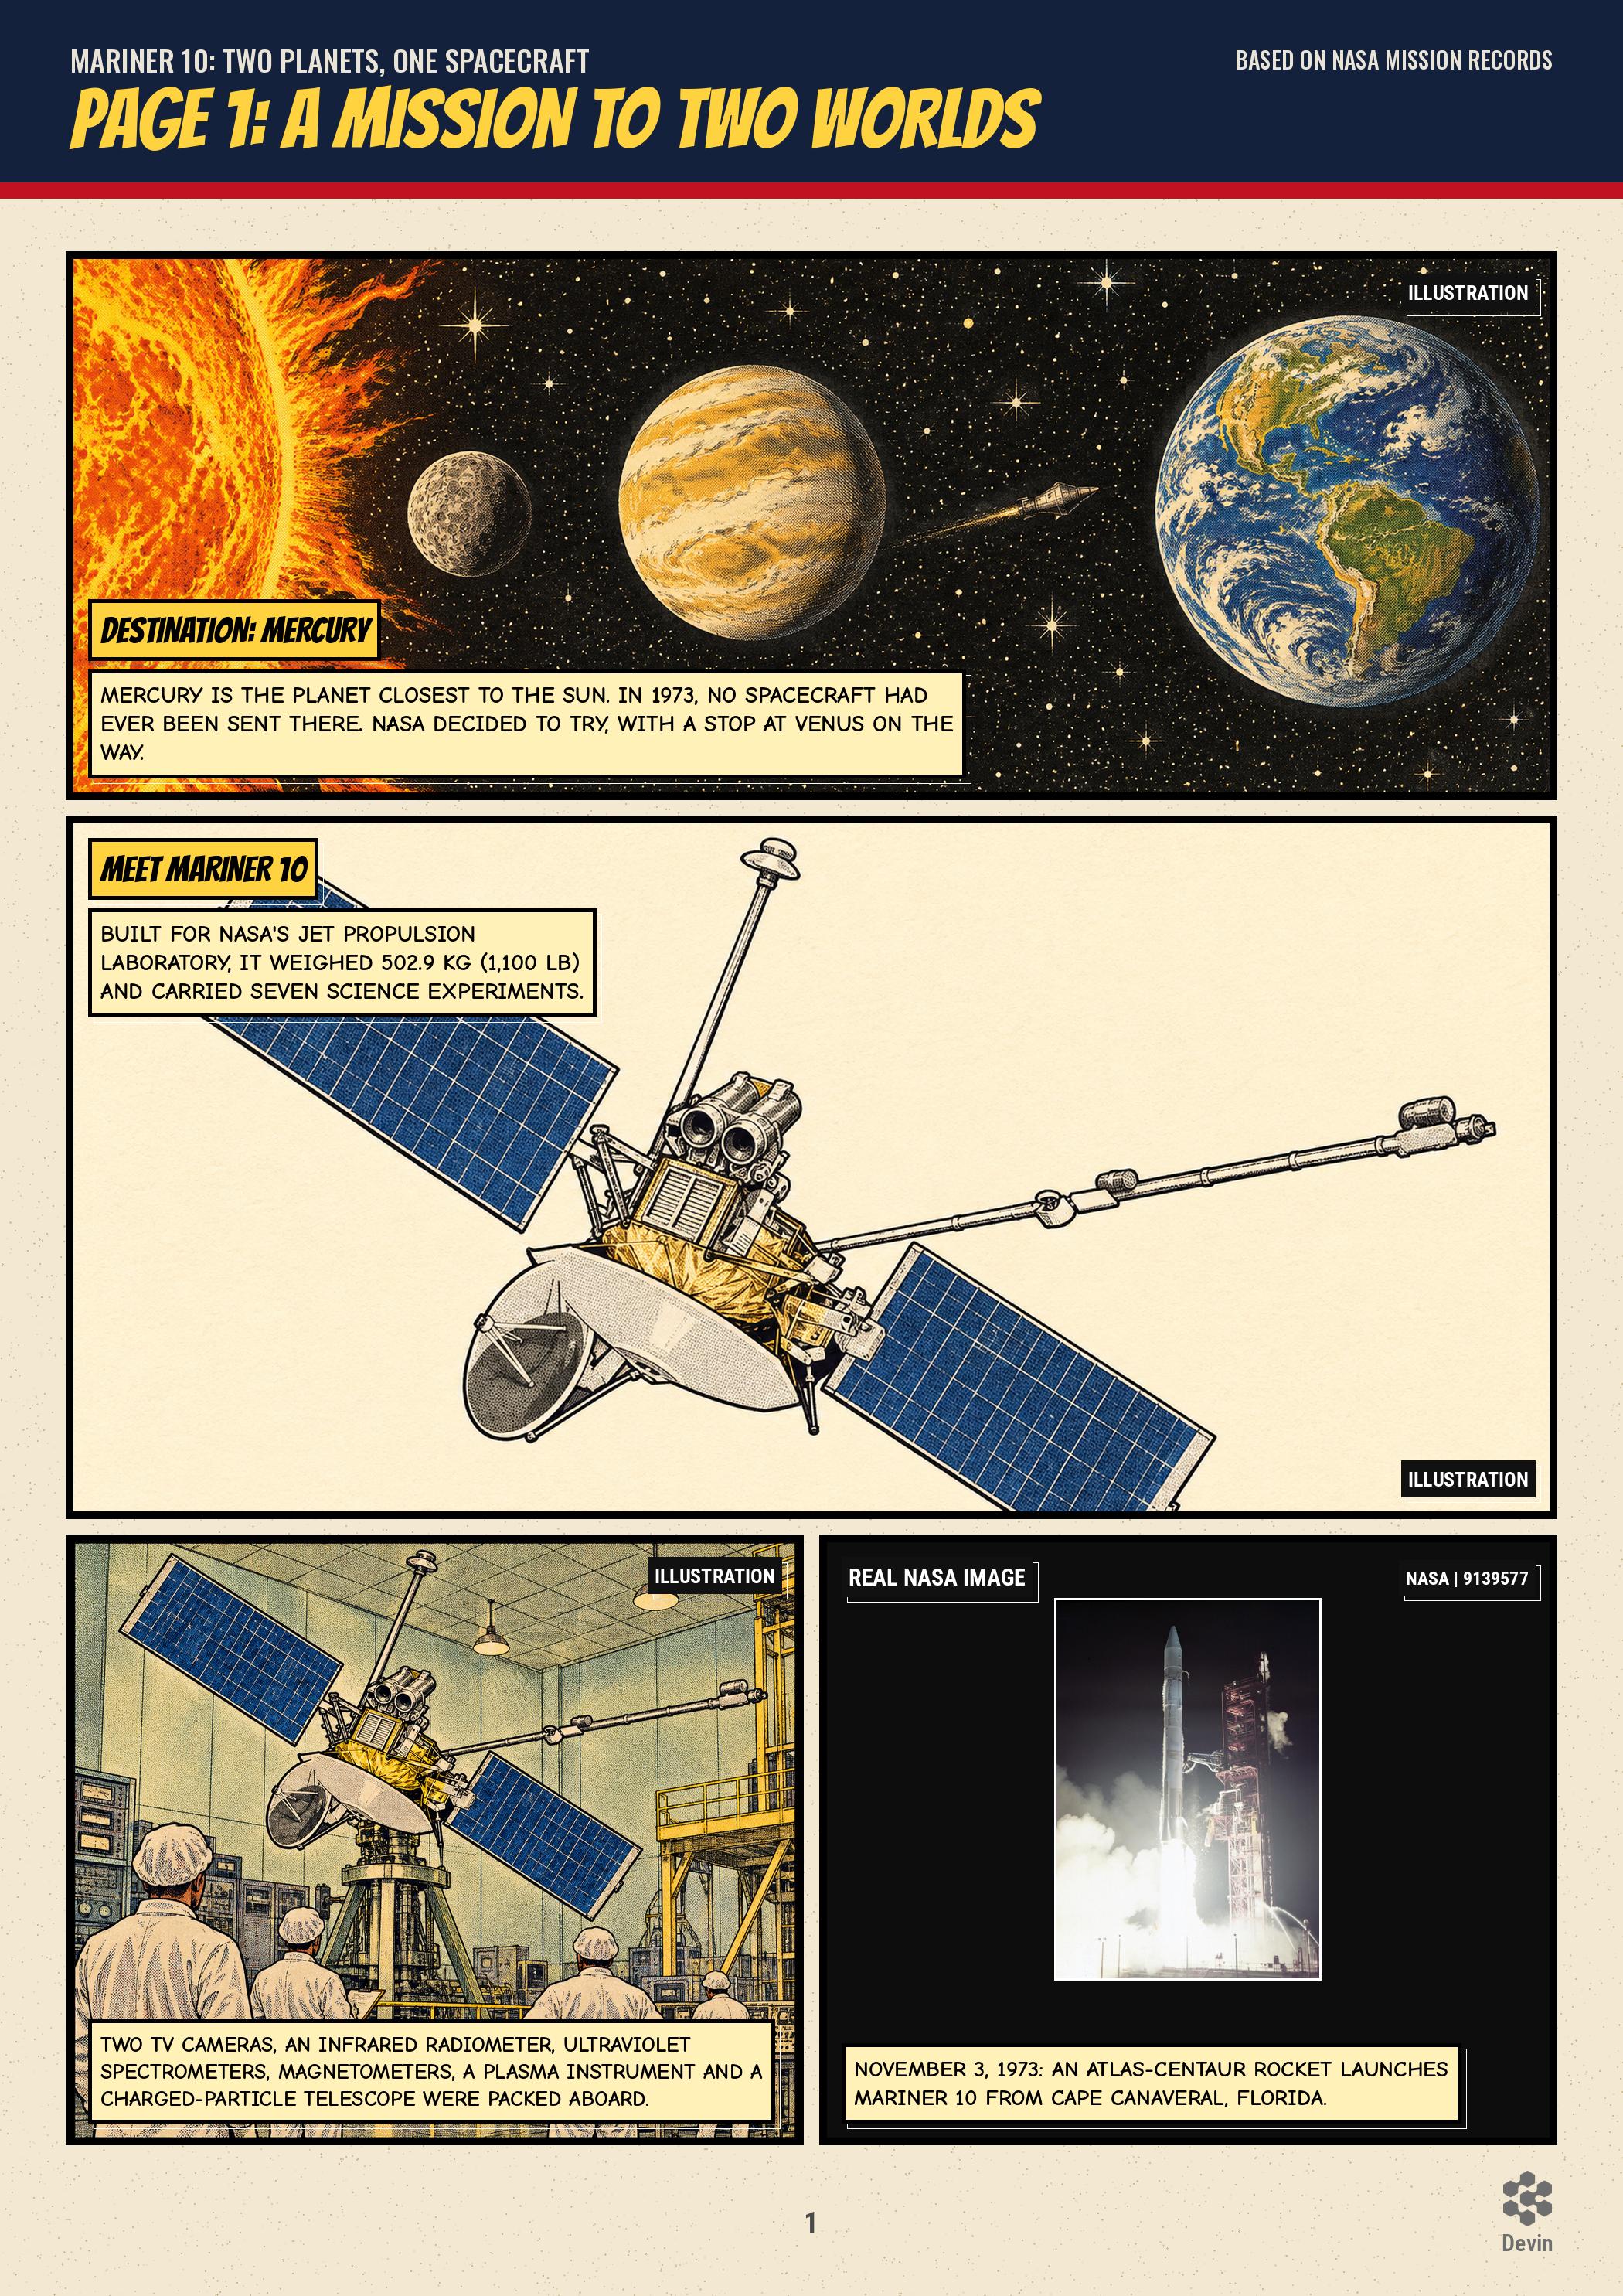 MARINER 10: TWO PLANETS, ONE SPACECRAFT
BASED ON NASA MISSION RECORDS
PAGE 1: A MISSION TO TWO WORLDS
ILLUSTRATION
DESTINATION: MERCURY
MERCURY IS THE PLANET CLOSEST TO THE SUN. IN 1973, NO SPACECRAFT HAD
EVER BEEN SENT THERE. NASA DECIDED TO TRY, WITH A STOP AT VENUS ON THE
WAY.
MEET MARINER 10
BUILT FOR NASA'S JET PROPULSION
LABORATORY, IT WEIGHED 502.9 KG (1,100 LB)
AND CARRIED SEVEN SCIENCE EXPERIMENTS.
ILLUSTRATION
ILLUSTRATION
TWO TV CAMERAS, AN INFRARED RADIOMETER, ULTRAVIOLET
SPECTROMETERS, MAGNETOMETERS, A PLASMA INSTRUMENT AND A
CHARGED-PARTICLE TELESCOPE WERE PACKED ABOARD.
REAL NASA IMAGE
NASA | 9139577
NOVEMBER 3, 1973: AN ATLAS-CENTAUR ROCKET LAUNCHES
MARINER 10 FROM CAPE CANAVERAL, FLORIDA.
1
Devin